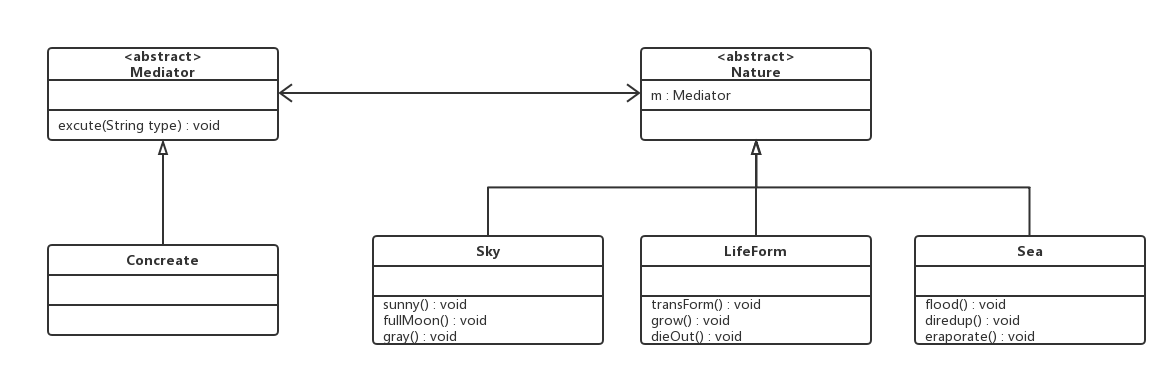 <abstract>
Mediator
excute(String type) : void
<abstract>
Nature
m : Mediator
Concreate
Sky
sunny() : void
fullMoon() : void
gray() : void
LifeForm
transForm() : void
grow() : void
dieOut() : void
Sea
flood() : void
diredup() : void
eraporate() : void